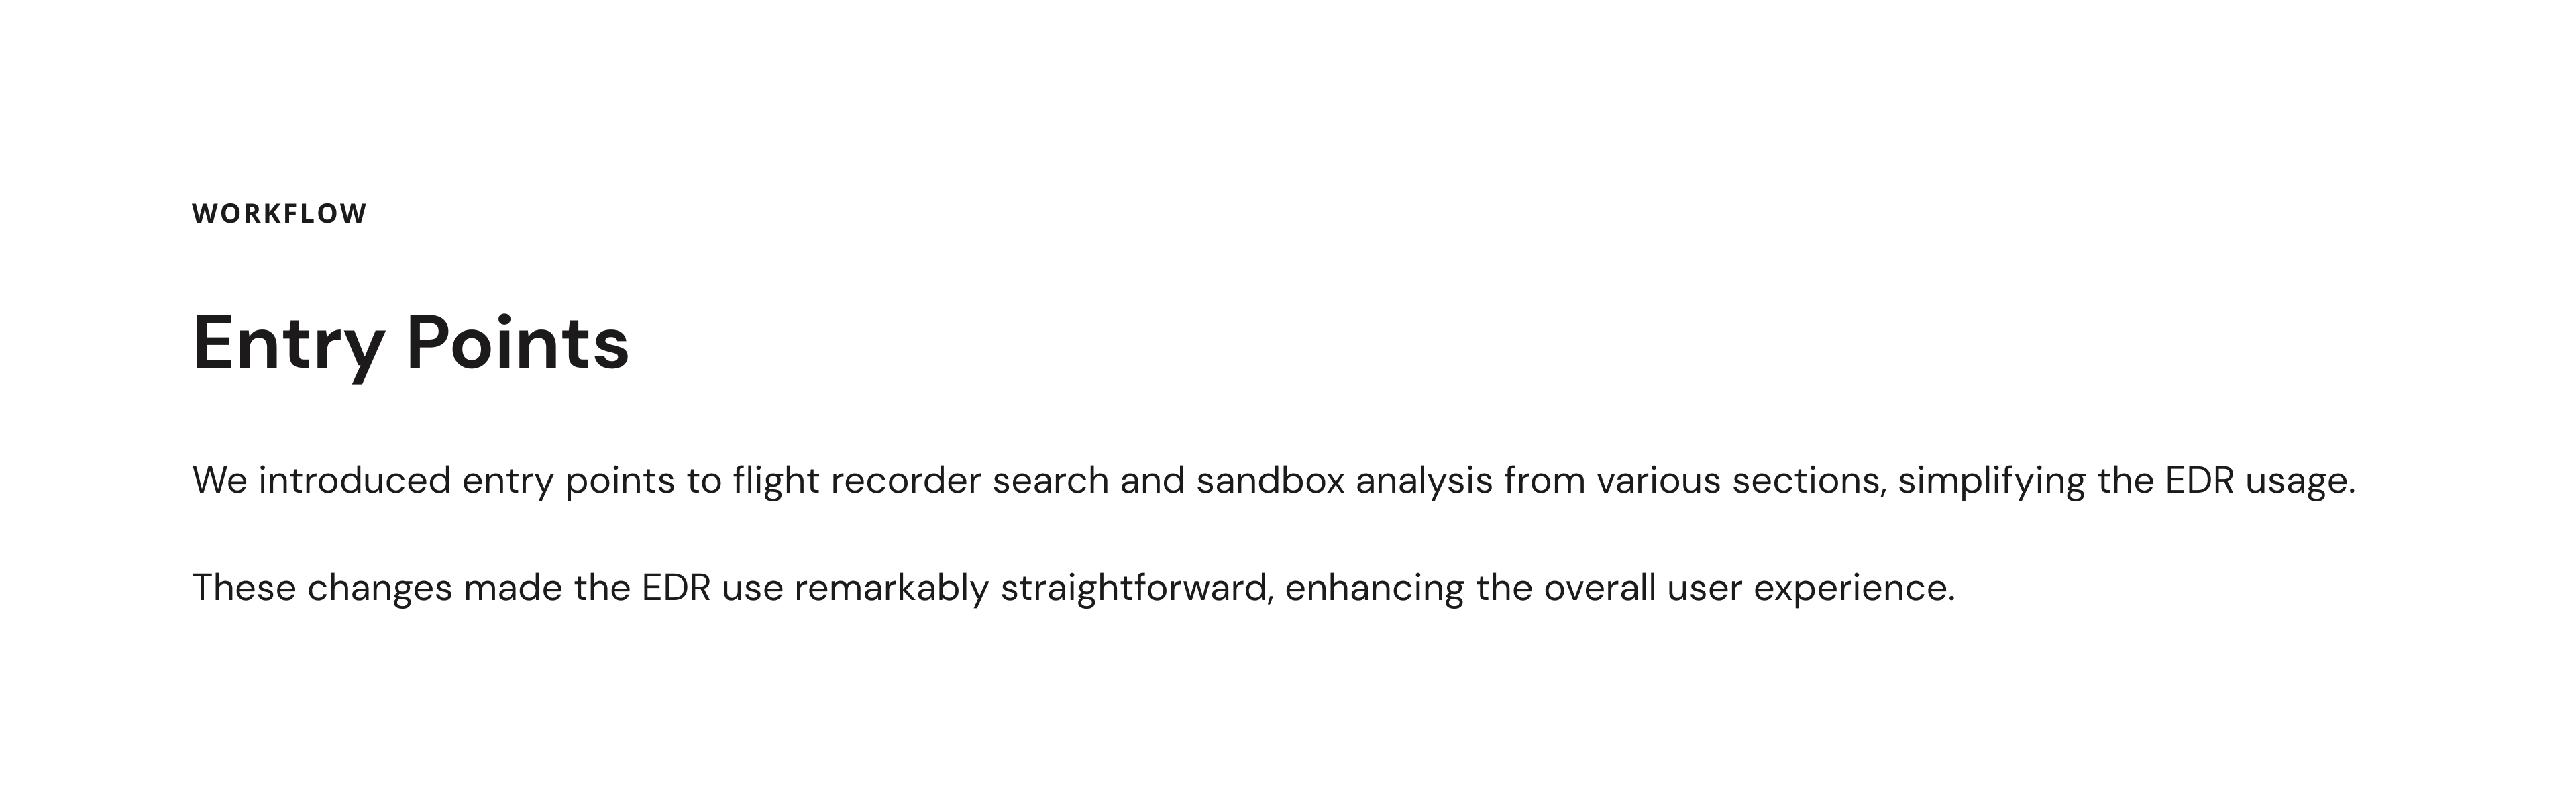 WORKFLOW
Entry Points
We introduced entry points to flight recorder search and sandbox analysis from various sections, simplifying the EDR usage.
These changes made the EDR use remarkably straightforward, enhancing the overall user experience.